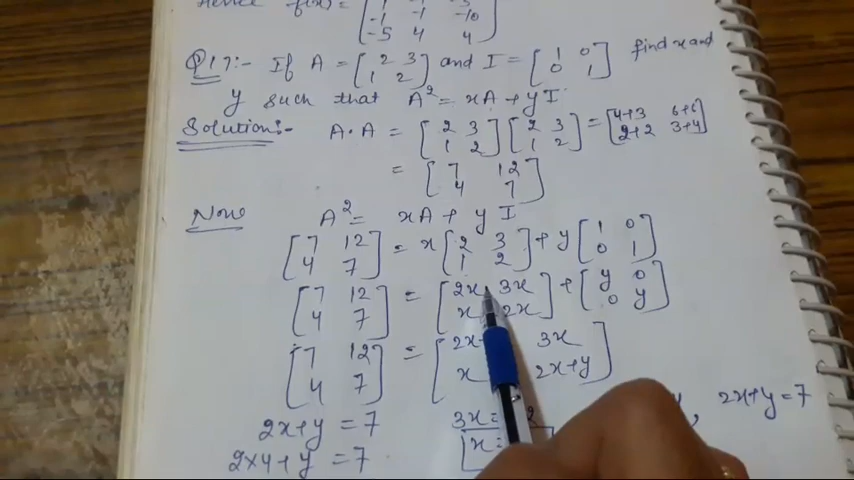 Hence f(x) =
-1 -1 -10
-5 4 4
Q17:- If A = [2 3 and I = [1 0 find x and
1 2] 0 1]
y such that A² = xA + yI
Solution:- A·A = [2 3 [2 3 = [4+3 6+6
1 2] 1 2] 2+2 3+4]
= [7 12
4 7]
Now A² = xA + yI
[7 12 = x[2 3 + y[1 0
4 7] 1 2] 0 1]
[7 12 = [2x 3x + [y 0
4 7] x 2x] 0 y]
[7 12 = [2x 3x
4 7] x 2x+y]
2x+y = 7 3x = 2 , 2x+y = 7
2×4+y = 7 x =